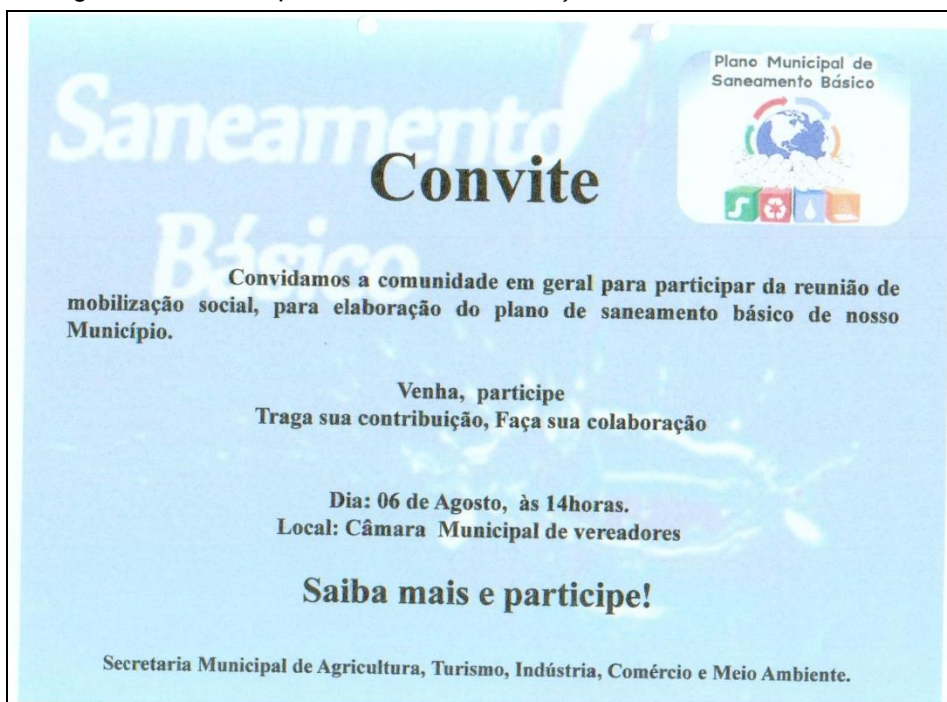 Plano Municipal de
Saneamento Básico
Saneamento
Básico
Convite
Convidamos a comunidade em geral para participar da reunião de
mobilização social, para elaboração do plano de saneamento básico de nosso
Município.
Venha, participe
Traga sua contribuição, Faça sua colaboração
Dia: 06 de Agosto, às 14horas.
Local: Câmara Municipal de vereadores
Saiba mais e participe!
Secretaria Municipal de Agricultura, Turismo, Indústria, Comércio e Meio Ambiente.